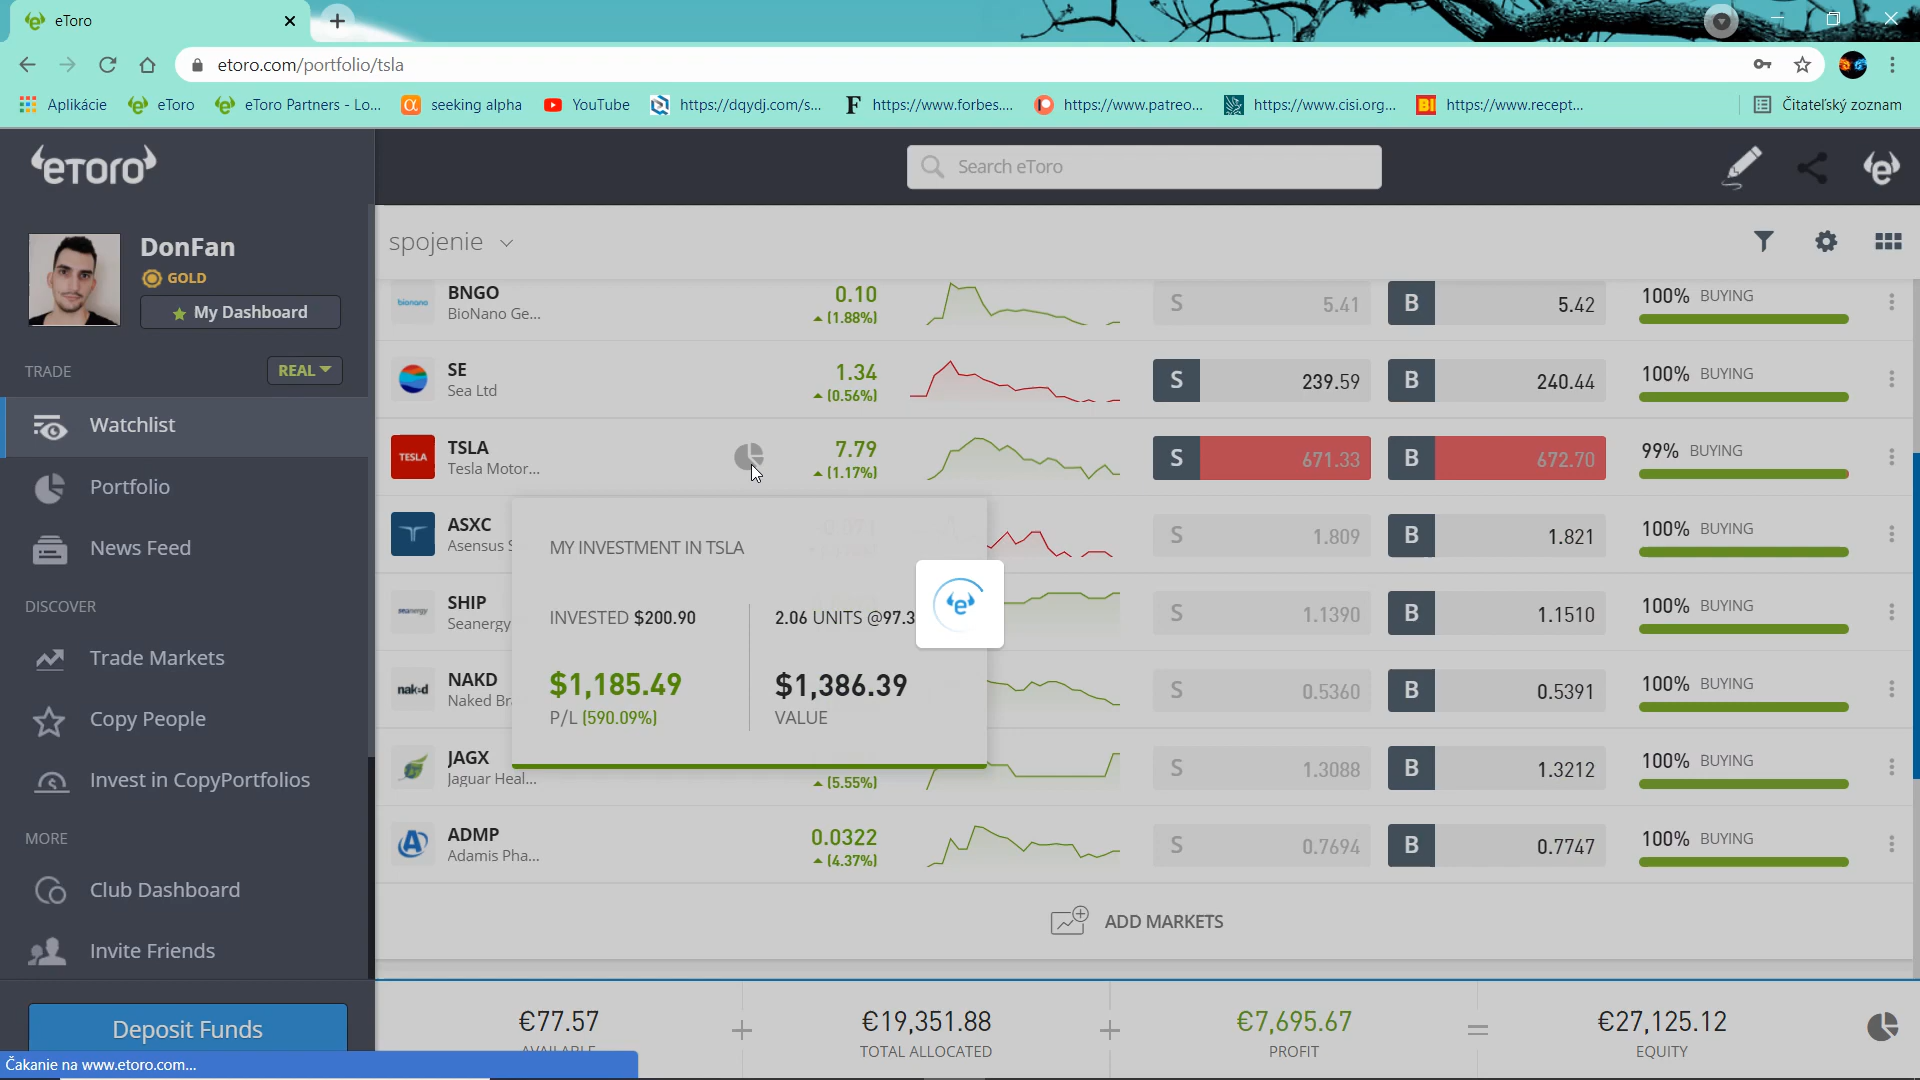 eToro
etoro.com/portfolio/tsla
Aplikácie
eToro
eToro Partners - Lo...
seeking alpha
YouTube
https://dqydj.com/s...
https://www.forbes....
https://www.patreo...
https://www.cisi.org...
https://www.recept...
Čitateľský zoznam
eTORO
Search eToro
DonFan
GOLD
My Dashboard
TRADE
REAL
Watchlist
Portfolio
News Feed
DISCOVER
Trade Markets
Copy People
Invest in CopyPortfolios
MORE
Club Dashboard
Invite Friends
Deposit Funds
spojenie
bionano
BNGO
BioNano Ge...
0.10
(1.88%)
S 5.41
B 5.42
100% BUYING
SE
Sea Ltd
1.34
(0.56%)
S 239.59
B 240.44
100% BUYING
TESLA
TSLA
Tesla Motor...
7.79
(1.17%)
S 671.33
B 672.70
99% BUYING
ASXC
Asensus S
S 1.809
B 1.821
100% BUYING
seanergy
SHIP
Seanergy
S 1.1390
B 1.1510
100% BUYING
nak-d
NAKD
Naked Br
S 0.5360
B 0.5391
100% BUYING
JAGX
Jaguar Heal...
(5.55%)
S 1.3088
B 1.3212
100% BUYING
ADMP
Adamis Pha...
0.0322
(4.37%)
S 0.7694
B 0.7747
100% BUYING
MY INVESTMENT IN TSLA
INVESTED $200.90
2.06 UNITS @97.3
$1,185.49
P/L (590.09%)
$1,386.39
VALUE
ADD MARKETS
€77.57
AVAILABLE
+
€19,351.88
TOTAL ALLOCATED
+
€7,695.67
PROFIT
=
€27,125.12
EQUITY
Čakanie na www.etoro.com...